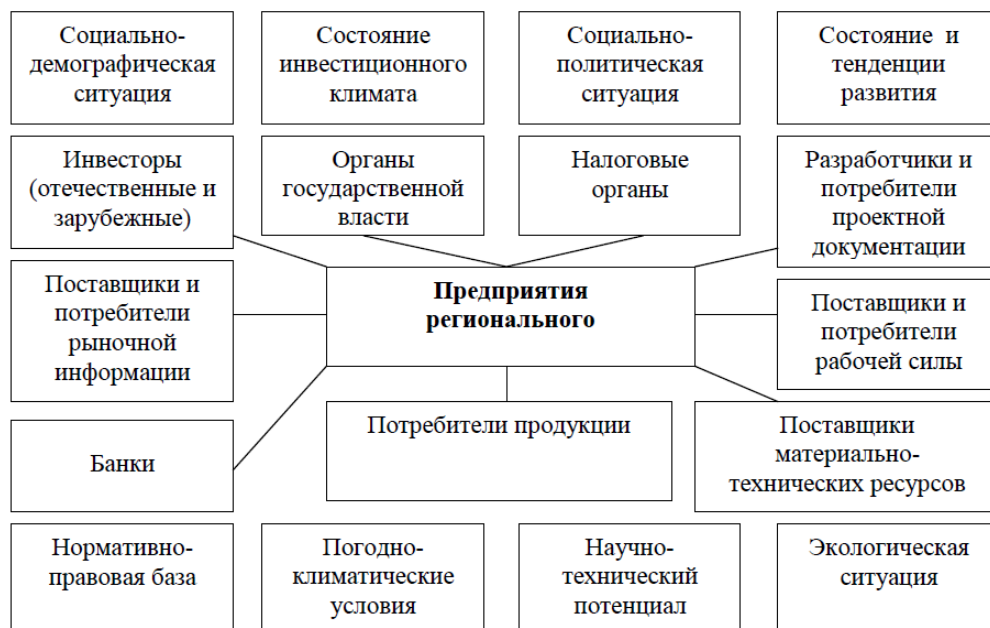 Социально-
демографическая
ситуация
Состояние
инвестиционного
климата
Социально-
политическая
ситуация
Состояние и
тенденции
развития
Инвесторы
(отечественные и
зарубежные)
Органы
государственной
власти
Налоговые
органы
Разработчики и
потребители
проектной
документации
Поставщики и
потребители
рыночной
информации
Предприятия
регионального
Поставщики и
потребители
рабочей силы
Банки
Потребители продукции
Поставщики
материально-
технических ресурсов
Нормативно-
правовая база
Погодно-
климатические
условия
Научно-
технический
потенциал
Экологическая
ситуация